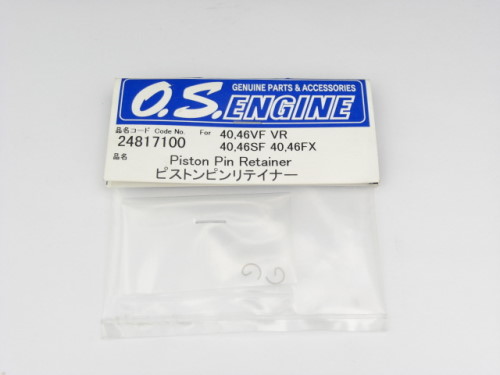 GENUINE PARTS & ACCESSORIES
O.S. ENGINE
品名コード Code No. For 40,46VF VR
24817100 40,46SF 40,46FX
品名 Piston Pin Retainer
ピストンピンリテイナー